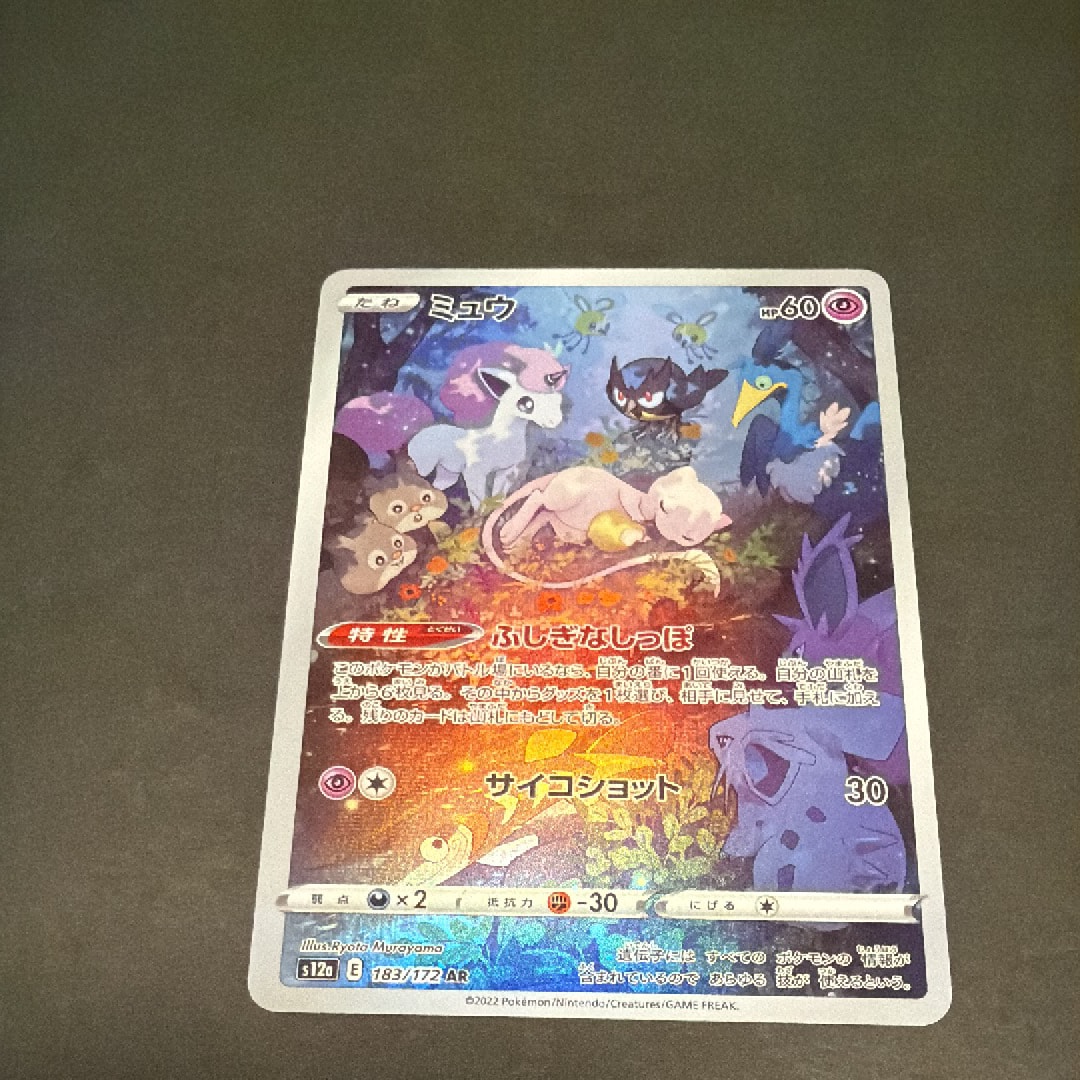 たね ミュウ HP60
特性 とくせい ふしぎなしっぽ
このポケモンがバトル場にいるなら、自分の番に1回使える。自分の山札を
上から6枚見る。その中からグッズを1枚選び、相手に見せて、手札に加え
る。残りのカードは山札にもどして切る。
サイコショット 30
弱点 ×2 抵抗力 -30 にげる
Illus.Ryota Murayama
遺伝子には すべての ポケモンの 情報が
s12a E 183/172 AR
含まれているので あらゆる 技が 使えるという。
©2022 Pokémon/Nintendo/Creatures/GAME FREAK.